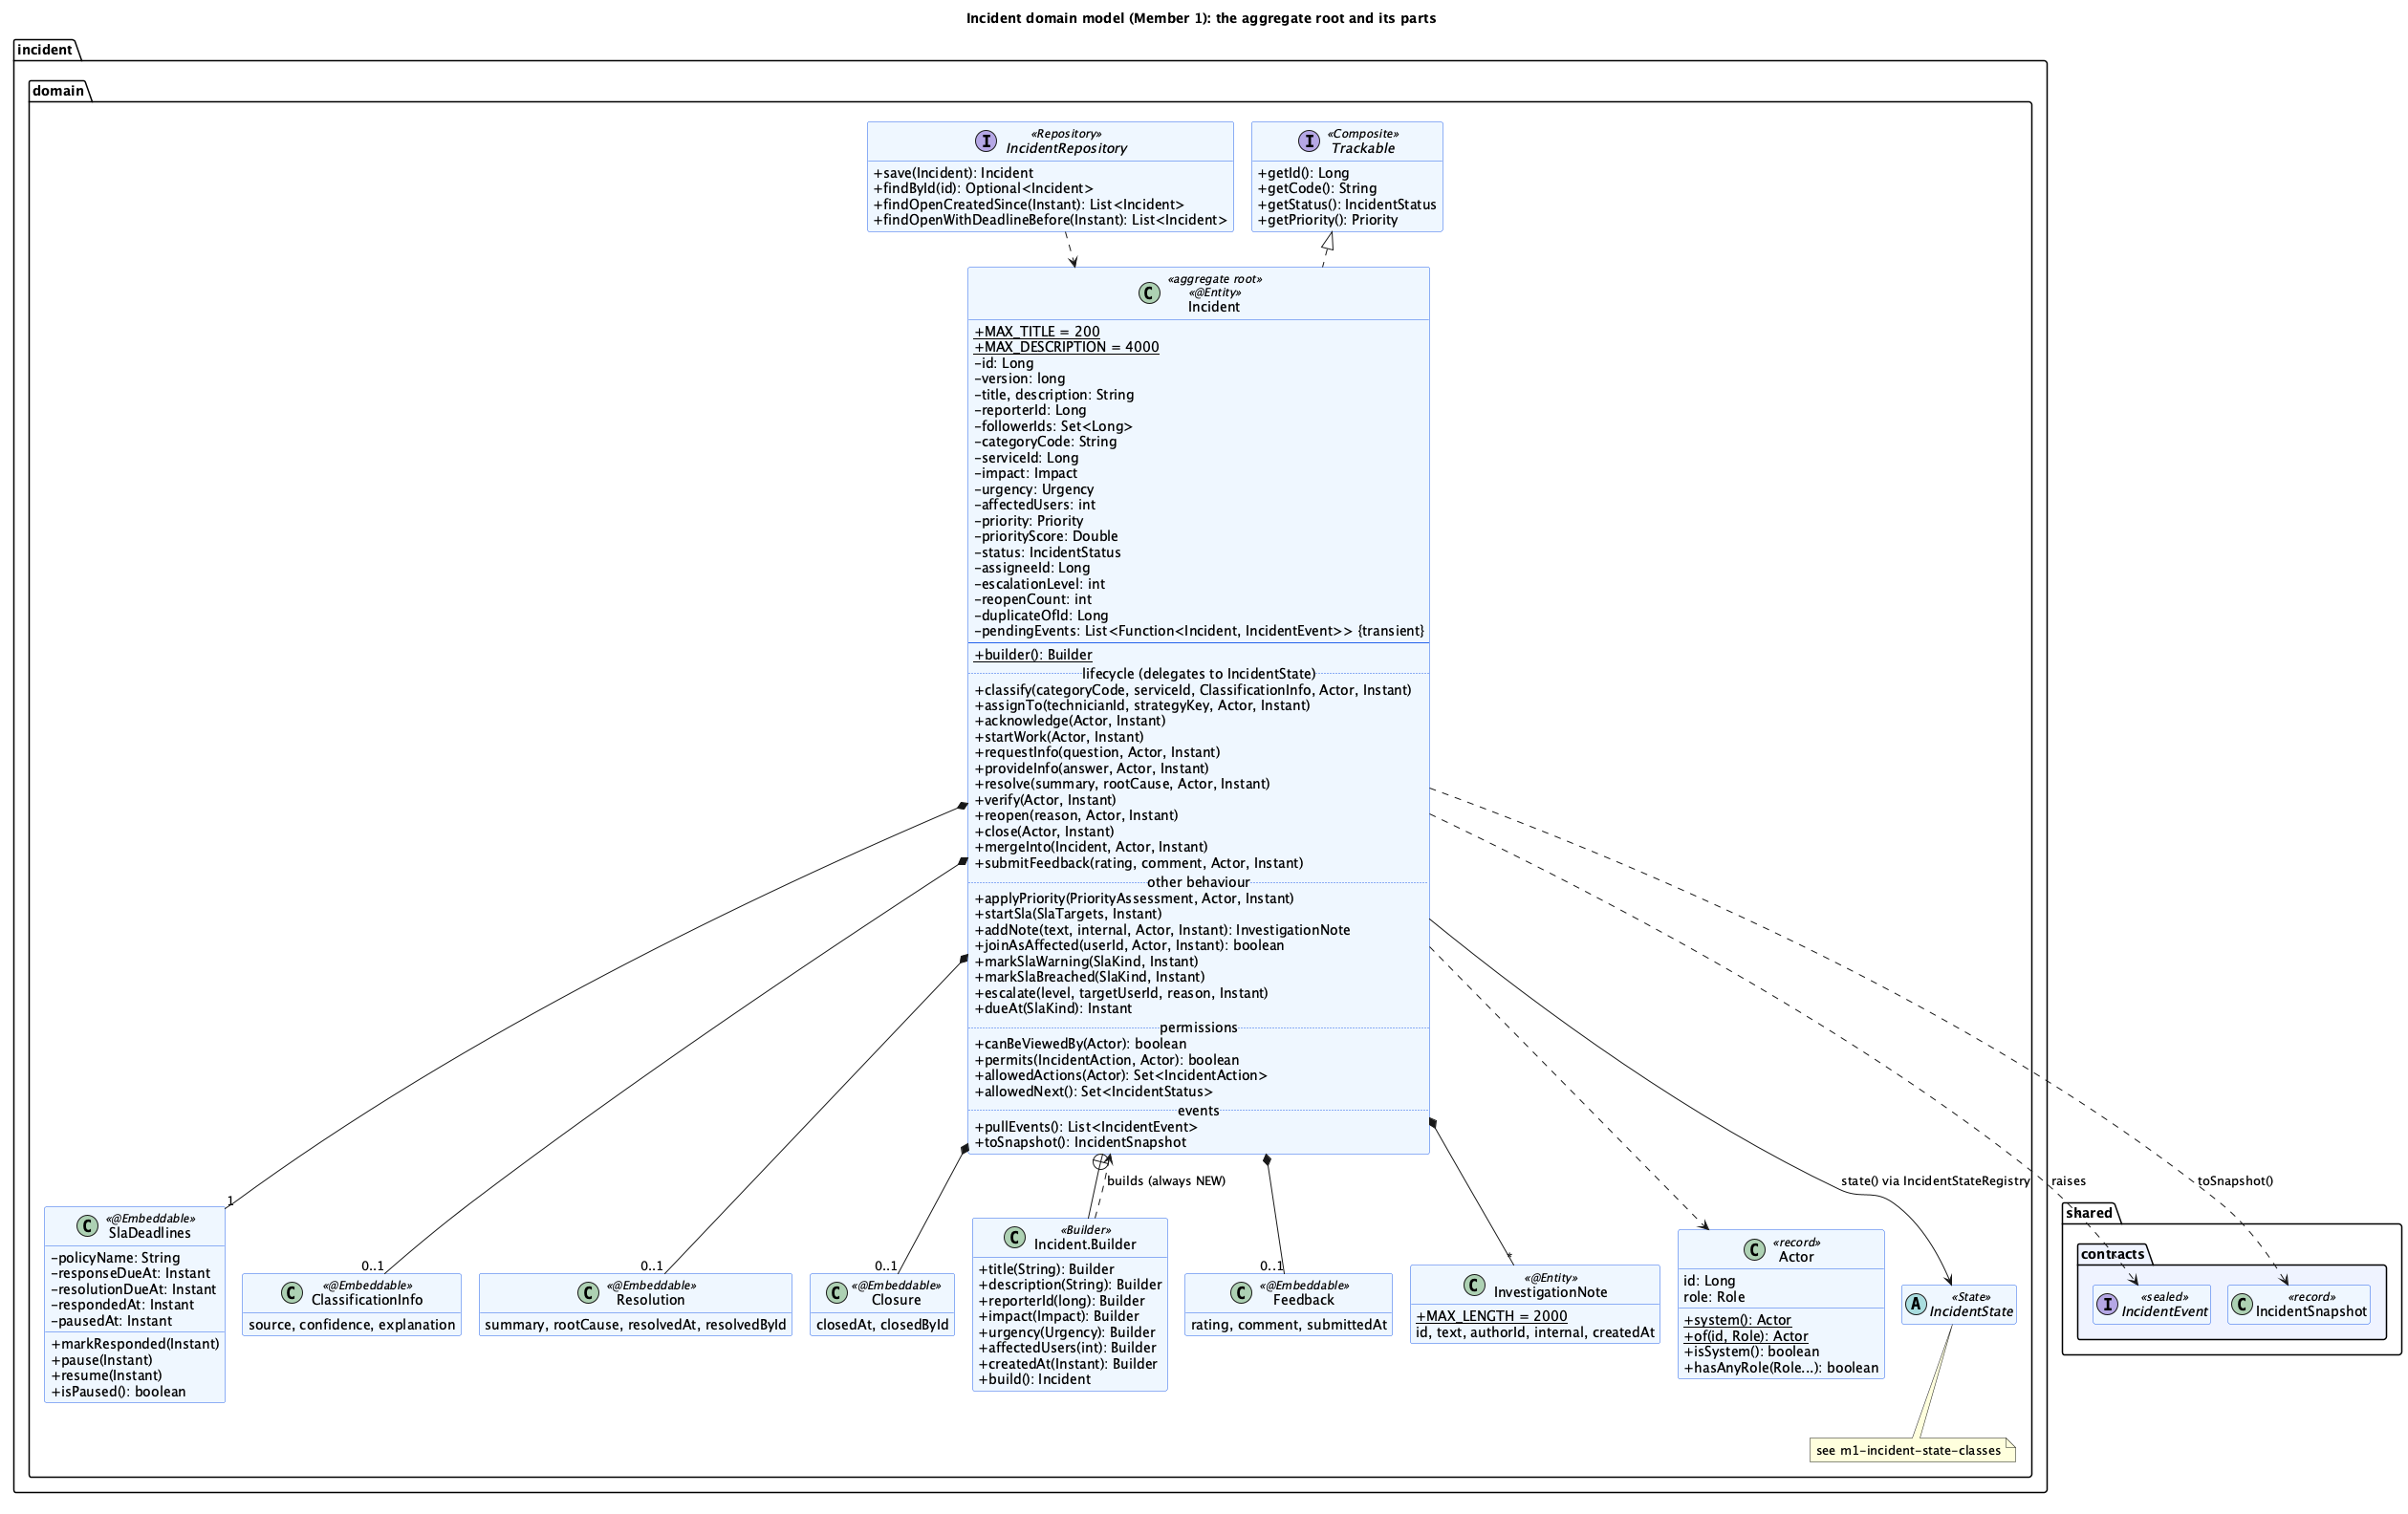 Incident domain model (Member 1): the aggregate root and its parts
incident
domain
«Repository»
IncidentRepository
+save(Incident): Incident
+findById(id): Optional<Incident>
+findOpenCreatedSince(Instant): List<Incident>
+findOpenWithDeadlineBefore(Instant): List<Incident>
«Composite»
Trackable
+getId(): Long
+getCode(): String
+getStatus(): IncidentStatus
+getPriority(): Priority
«aggregate root»
«@Entity»
Incident
+MAX_TITLE = 200
+MAX_DESCRIPTION = 4000
-id: Long
-version: long
-title, description: String
-reporterId: Long
-followerIds: Set<Long>
-categoryCode: String
-serviceId: Long
-impact: Impact
-urgency: Urgency
-affectedUsers: int
-priority: Priority
-priorityScore: Double
-status: IncidentStatus
-assigneeId: Long
-escalationLevel: int
-reopenCount: int
-duplicateOfId: Long
-pendingEvents: List<Function<Incident, IncidentEvent>> {transient}
+builder(): Builder
lifecycle (delegates to IncidentState)
+classify(categoryCode, serviceId, ClassificationInfo, Actor, Instant)
+assignTo(technicianId, strategyKey, Actor, Instant)
+acknowledge(Actor, Instant)
+startWork(Actor, Instant)
+requestInfo(question, Actor, Instant)
+provideInfo(answer, Actor, Instant)
+resolve(summary, rootCause, Actor, Instant)
+verify(Actor, Instant)
+reopen(reason, Actor, Instant)
+close(Actor, Instant)
+mergeInto(Incident, Actor, Instant)
+submitFeedback(rating, comment, Actor, Instant)
other behaviour
+applyPriority(PriorityAssessment, Actor, Instant)
+startSla(SlaTargets, Instant)
+addNote(text, internal, Actor, Instant): InvestigationNote
+joinAsAffected(userId, Actor, Instant): boolean
+markSlaWarning(SlaKind, Instant)
+markSlaBreached(SlaKind, Instant)
+escalate(level, targetUserId, reason, Instant)
+dueAt(SlaKind): Instant
permissions
+canBeViewedBy(Actor): boolean
+permits(IncidentAction, Actor): boolean
+allowedActions(Actor): Set<IncidentAction>
+allowedNext(): Set<IncidentStatus>
events
+pullEvents(): List<IncidentEvent>
+toSnapshot(): IncidentSnapshot
builds (always NEW)
state() via IncidentStateRegistry
raises
toSnapshot()
1
«@Embeddable»
SlaDeadlines
-policyName: String
-responseDueAt: Instant
-resolutionDueAt: Instant
-respondedAt: Instant
-pausedAt: Instant
+markResponded(Instant)
+pause(Instant)
+resume(Instant)
+isPaused(): boolean
0..1
«@Embeddable»
ClassificationInfo
source, confidence, explanation
0..1
«@Embeddable»
Resolution
summary, rootCause, resolvedAt, resolvedById
0..1
«@Embeddable»
Closure
closedAt, closedById
«Builder»
Incident.Builder
+title(String): Builder
+description(String): Builder
+reporterId(long): Builder
+impact(Impact): Builder
+urgency(Urgency): Builder
+affectedUsers(int): Builder
+createdAt(Instant): Builder
+build(): Incident
0..1
«@Embeddable»
Feedback
rating, comment, submittedAt
*
«@Entity»
InvestigationNote
+MAX_LENGTH = 2000
id, text, authorId, internal, createdAt
«record»
Actor
id: Long
role: Role
+system(): Actor
+of(id, Role): Actor
+isSystem(): boolean
+hasAnyRole(Role...): boolean
«State»
IncidentState
see m1-incident-state-classes
shared
contracts
«sealed»
IncidentEvent
«record»
IncidentSnapshot